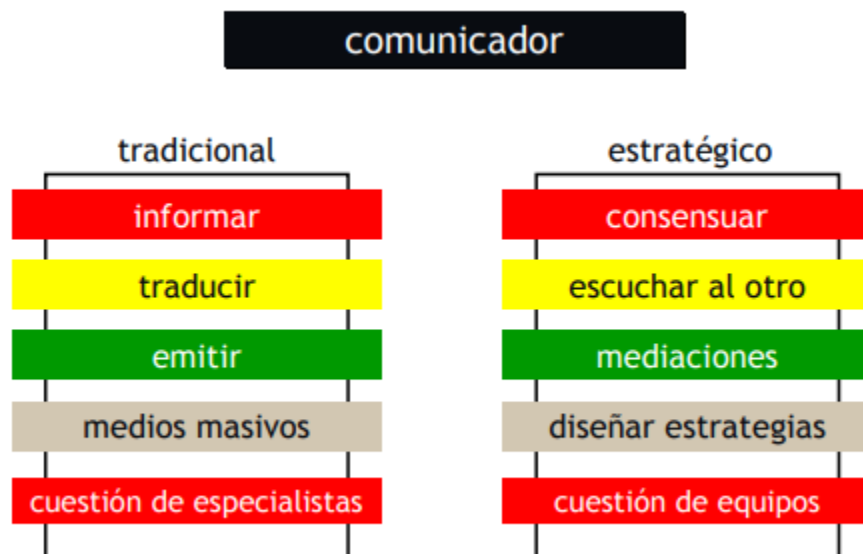 comunicador
tradicional
informar
traducir
emitir
medios masivos
cuestión de especialistas
estratégico
consensuar
escuchar al otro
mediaciones
diseñar estrategias
cuestión de equipos